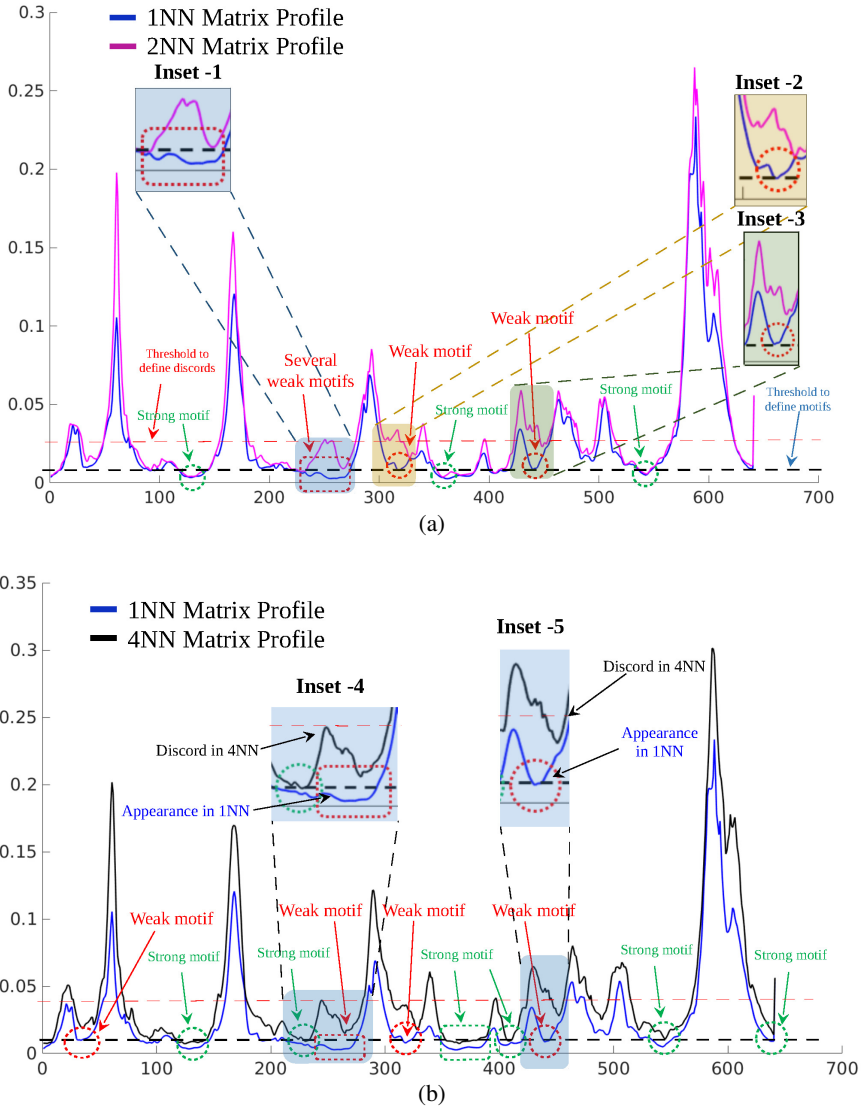 0.3
1NN Matrix Profile
2NN Matrix Profile
Inset -1
Inset -2
0.25
0.2
Inset -3
0.15
0.1
Weak motif
Threshold to
define discords
Several
weak motifs
Weak motif
Strong motif
Threshold to
define motifs
0.05
Strong motif
Strong motif
0
0 100 200 300 400 500 600 700
(a)
0.35
1NN Matrix Profile
4NN Matrix Profile
0.3
Inset -5
Inset -4
Discord in 4NN
0.25
Discord in 4NN
Appearance
in 1NN
0.2
Appearance in 1NN
0.15
0.1
Weak motif
Weak motif
Weak motif
Weak motif
Strong motif
Strong motif
Strong motif
Strong motif
Strong motif
0.05
0
0 100 200 300 400 500 600 700
(b)